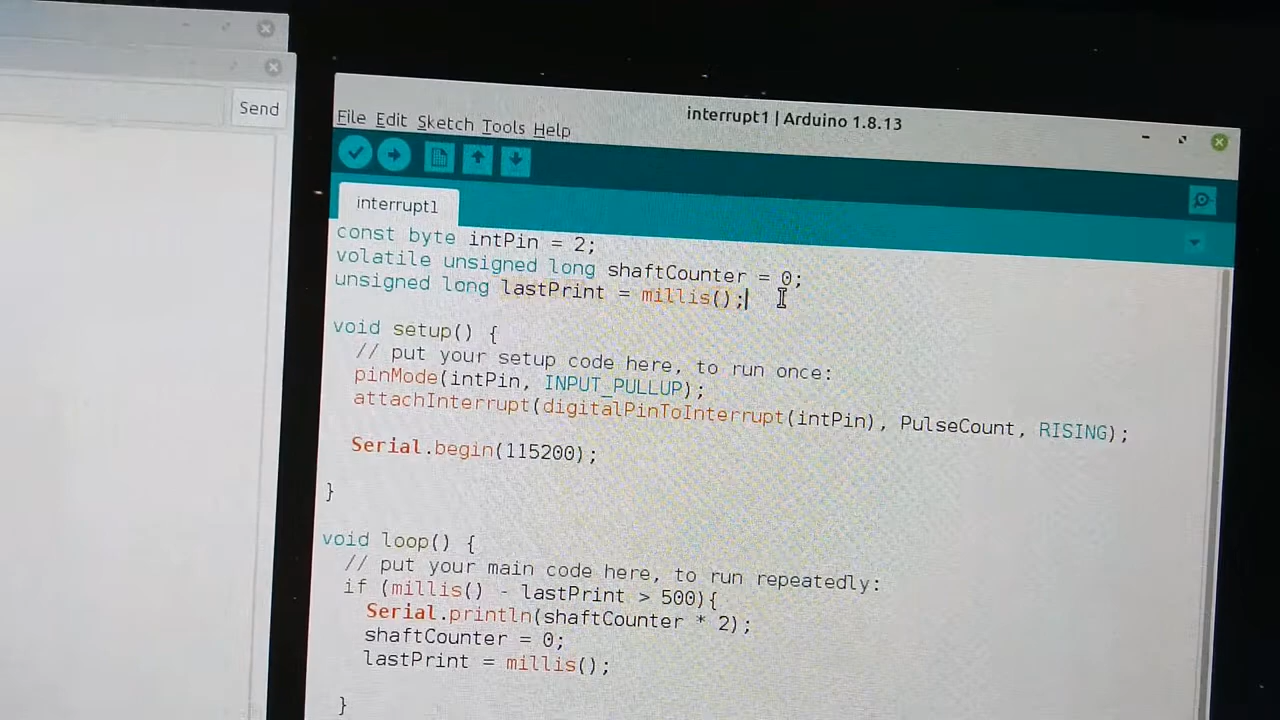 Send
interrupt1 | Arduino 1.8.13
File Edit Sketch Tools Help
interrupt1
const byte intPin = 2;
volatile unsigned long shaftCounter = 0;
unsigned long lastPrint = millis();
void setup() {
// put your setup code here, to run once:
pinMode(intPin, INPUT_PULLUP);
attachInterrupt(digitalPinToInterrupt(intPin), PulseCount, RISING);
Serial.begin(115200);
}
void loop() {
// put your main code here, to run repeatedly:
if (millis() - lastPrint > 500){
Serial.println(shaftCounter * 2);
shaftCounter = 0;
lastPrint = millis();
}